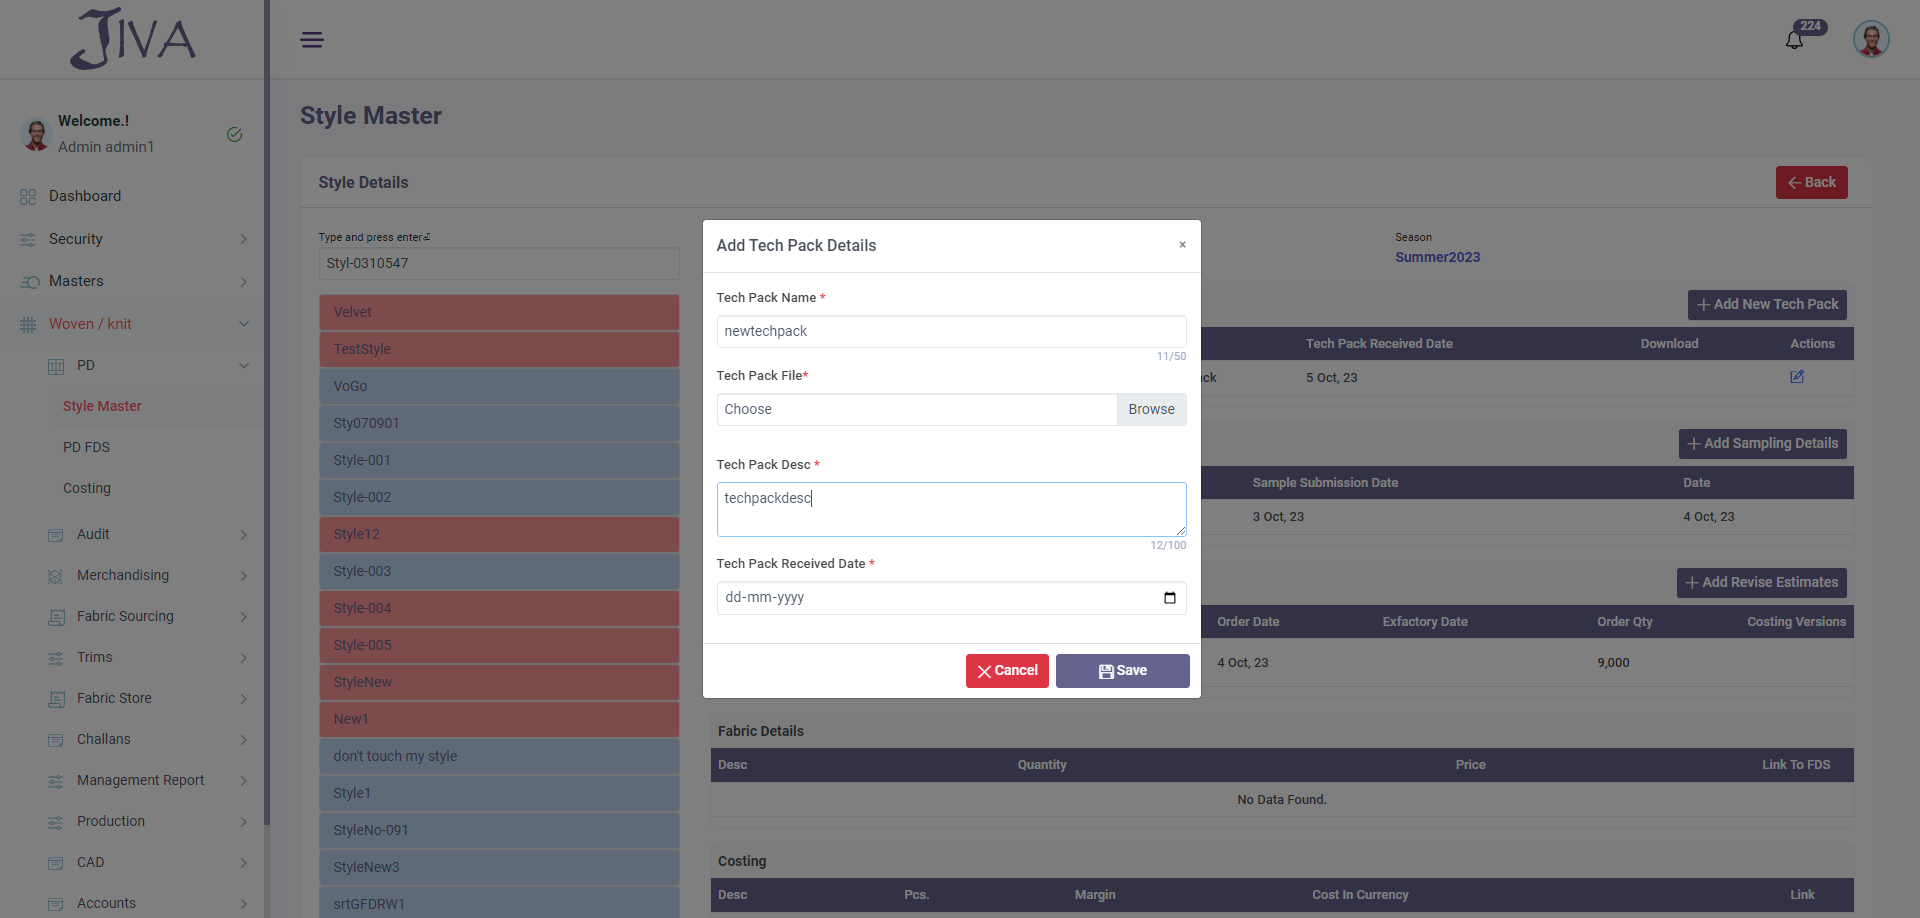 JIVA
224
Welcome.!
Admin admin1
Dashboard
Security
Masters
Woven / knit
PD
Style Master
PD FDS
Costing
Audit
Merchandising
Fabric Sourcing
Trims
Fabric Store
Challans
Management Report
Production
CAD
Accounts
Style Master
Style Details
Back
Type and press enter⏎
Styl-0310547
Velvet
TestStyle
VoGo
Sty070901
Style-001
Style-002
Style12
Style-003
Style-004
Style-005
StyleNew
New1
don't touch my style
Style1
StyleNo-091
StyleNew3
srtGFDRW1
Add Tech Pack Details
×
Tech Pack Name *
newtechpack
11/50
Tech Pack File*
Choose Browse
Tech Pack Desc *
techpackdesc
12/100
Tech Pack Received Date *
dd-mm-yyyy
Cancel Save
Season
Summer2023
Add New Tech Pack
Tech Pack Received Date Download Actions
ck 5 Oct, 23
Add Sampling Details
Sample Submission Date Date
3 Oct, 23 4 Oct, 23
Add Revise Estimates
Order Date Exfactory Date Order Qty Costing Versions
4 Oct, 23 9,000
Fabric Details
Desc Quantity Price Link To FDS
No Data Found.
Costing
Desc Pcs. Margin Cost In Currency Link